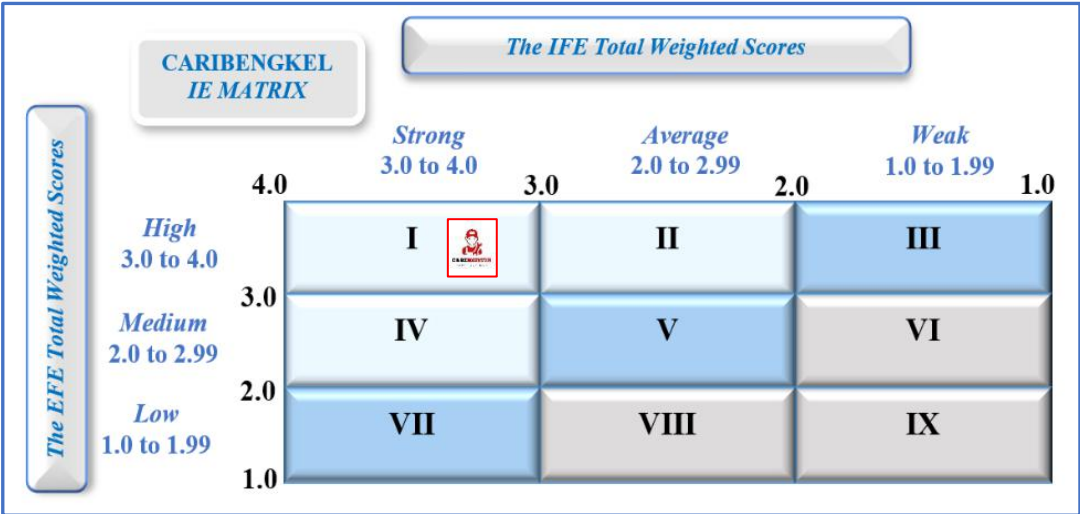 CARIBENGKEL
IE MATRIX
The IFE Total Weighted Scores
The EFE Total Weighted Scores
Strong
3.0 to 4.0
Average
2.0 to 2.99
Weak
1.0 to 1.99
4.0
3.0
2.0
1.0
High
3.0 to 4.0
I
II
III
3.0
Medium
2.0 to 2.99
IV
V
VI
2.0
Low
1.0 to 1.99
VII
VIII
IX
1.0